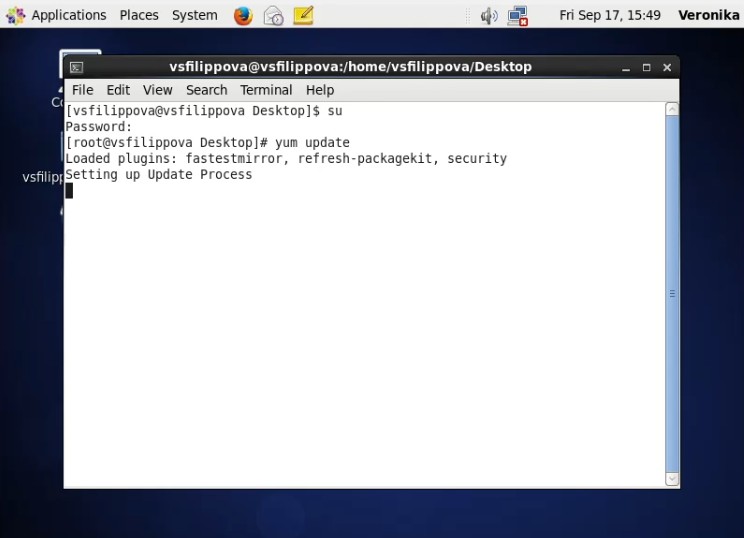 Applications Places System Fri Sep 17, 15:49 Veronika
vsfilippova@vsfilippova:/home/vsfilippova/Desktop
File Edit View Search Terminal Help
[vsfilippova@vsfilippova Desktop]$ su
Password:
[root@vsfilippova Desktop]# yum update
Loaded plugins: fastestmirror, refresh-packagekit, security
Setting up Update Process